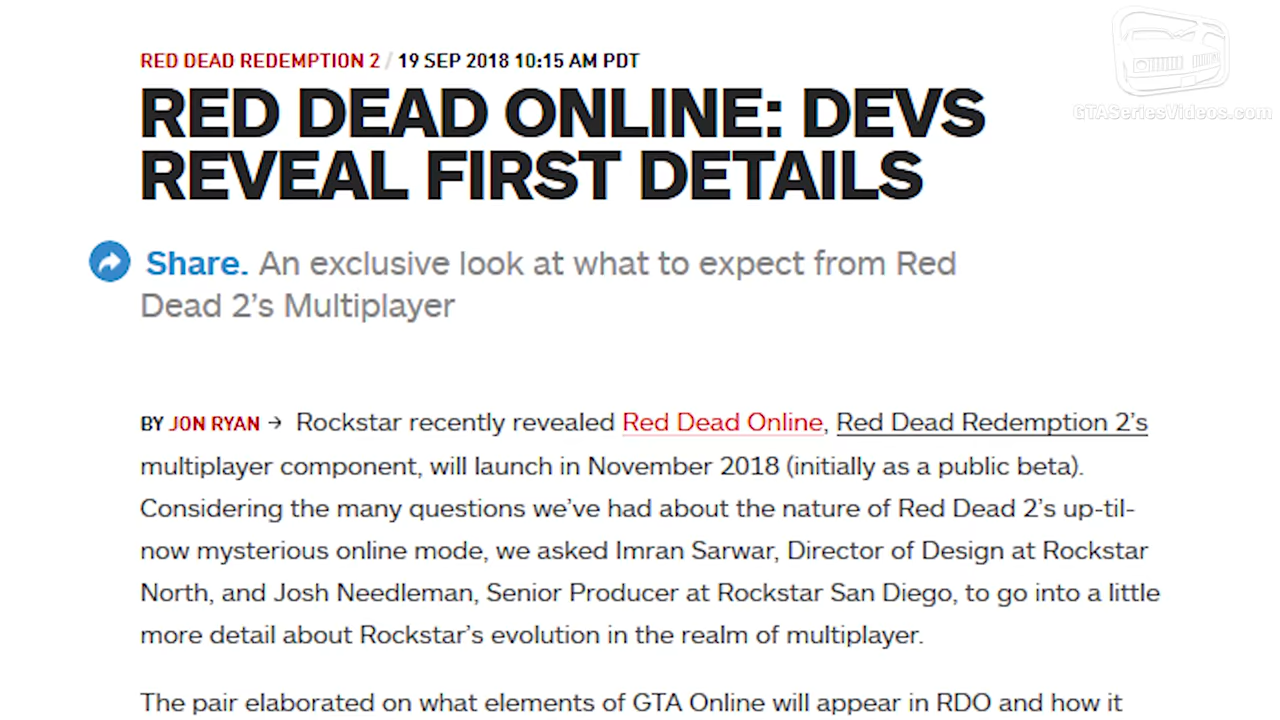 RED DEAD REDEMPTION 2 / 19 SEP 2018 10:15 AM PDT
RED DEAD ONLINE: DEVS
REVEAL FIRST DETAILS
Share. An exclusive look at what to expect from Red
Dead 2’s Multiplayer
BY JON RYAN → Rockstar recently revealed Red Dead Online, Red Dead Redemption 2’s
multiplayer component, will launch in November 2018 (initially as a public beta).
Considering the many questions we’ve had about the nature of Red Dead 2’s up-til-
now mysterious online mode, we asked Imran Sarwar, Director of Design at Rockstar
North, and Josh Needleman, Senior Producer at Rockstar San Diego, to go into a little
more detail about Rockstar’s evolution in the realm of multiplayer.
The pair elaborated on what elements of GTA Online will appear in RDO and how it
GTASeriesVideos.com